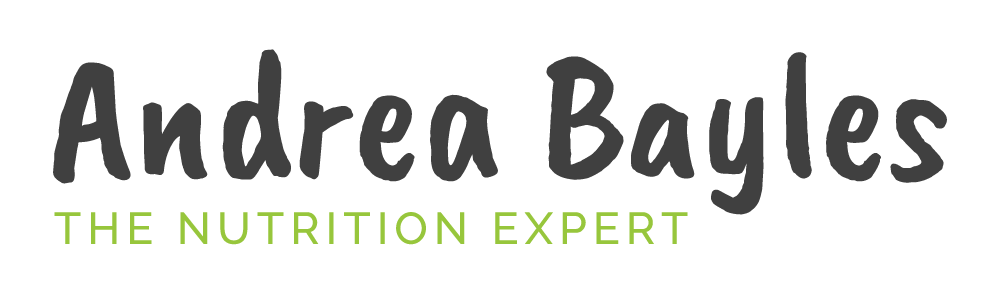 Andrea Bayles
THE NUTRITION EXPERT